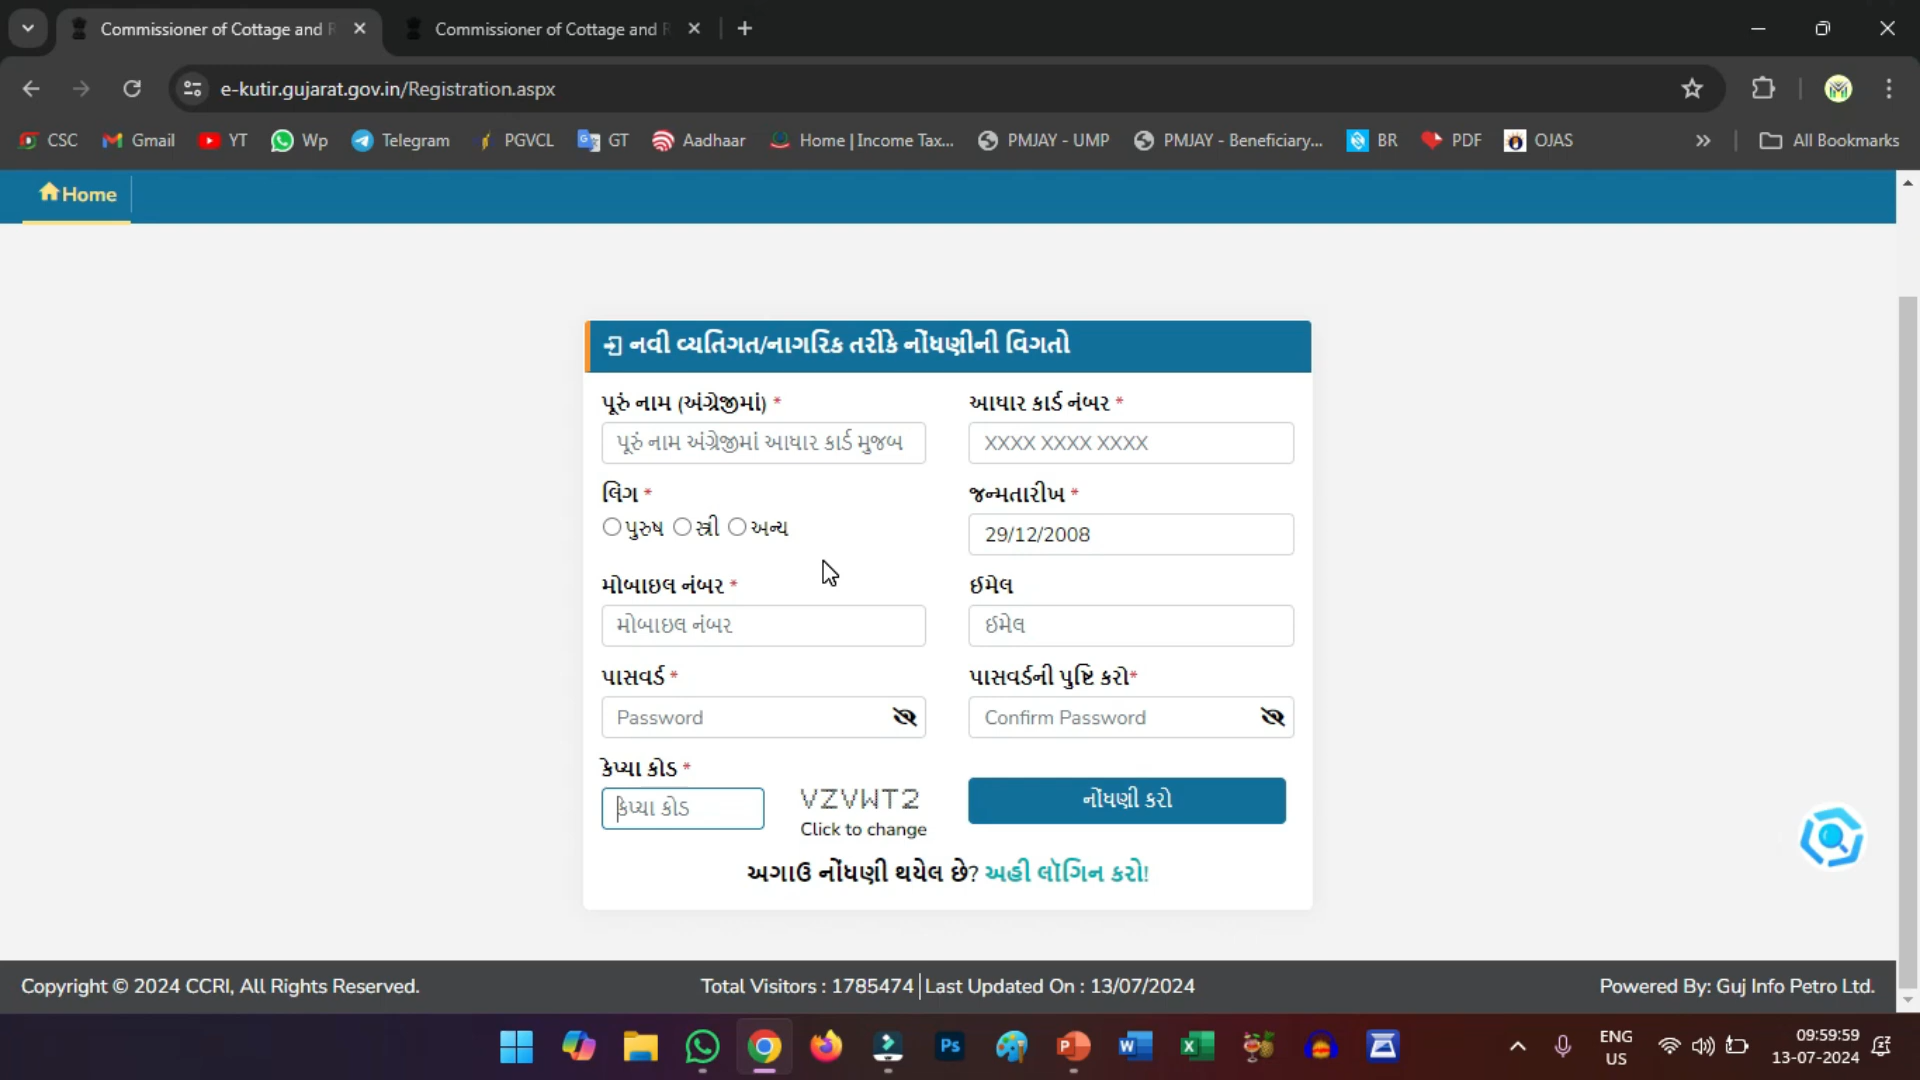 Commissioner of Cottage and R
Commissioner of Cottage and R
e-kutir.gujarat.gov.in/Registration.aspx
CSC Gmail YT Wp Telegram PGVCL GT Aadhaar Home | Income Tax... PMJAY - UMP PMJAY - Beneficiary... BR PDF OJAS » All Bookmarks
Home
નવી વ્યતિગત/નાગરિક તરીકે નોંધણીની વિગતો
પૂરું નામ (અંગ્રેજીમાં) * આધાર કાર્ડ નંબર *
પૂરું નામ અંગ્રેજીમાં આધાર કાર્ડ મુજબ XXXX XXXX XXXX
લિંગ * જન્મતારીખ *
પુરુષ સ્ત્રી અન્ય 29/12/2008
મોબાઇલ નંબર * ઈમેલ
મોબાઇલ નંબર ઈમેલ
પાસવર્ડ * પાસવર્ડની પુષ્ટિ કરો*
Password Confirm Password
કેપ્ચા કોડ *
કેપ્ચા કોડ VZVWT2 નોંધણી કરો
Click to change
અગાઉ નોંધણી થયેલ છે? અહી લૉગિન કરો!
Copyright © 2024 CCRI, All Rights Reserved. Total Visitors : 1785474 | Last Updated On : 13/07/2024 Powered By: Guj Info Petro Ltd.
Ps P W X ENG 09:59:59
US 13-07-2024